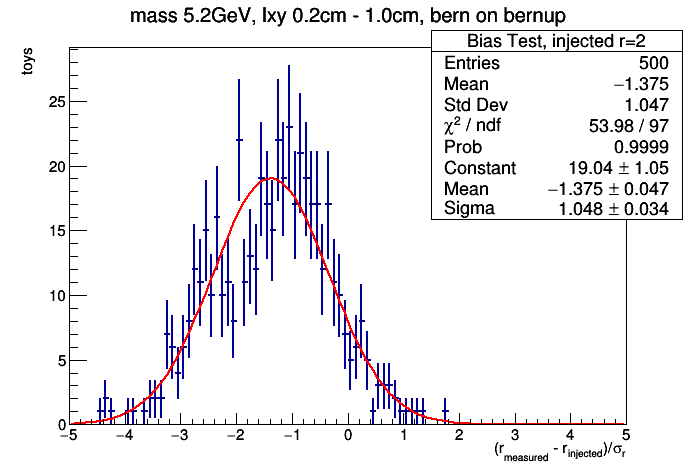 mass 5.2GeV, lxy 0.2cm - 1.0cm, bern on bernup
Bias Test, injected r=2
Entries 500
Mean −1.375
Std Dev 1.047
χ² / ndf 53.98 / 97
Prob 0.9999
Constant 19.04 ± 1.05
Mean −1.375 ± 0.047
Sigma 1.048 ± 0.034
toys
25
20
15
10
5
0
−5 −4 −3 −2 −1 0 1 2 3 4 5
(r_measured - r_injected)/σ_r